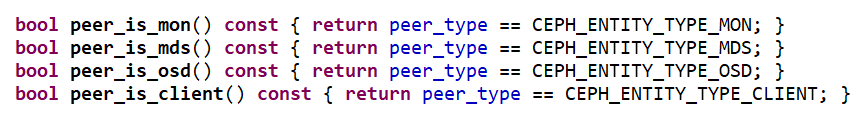 bool peer_is_mon() const { return peer_type == CEPH_ENTITY_TYPE_MON; }
bool peer_is_mds() const { return peer_type == CEPH_ENTITY_TYPE_MDS; }
bool peer_is_osd() const { return peer_type == CEPH_ENTITY_TYPE_OSD; }
bool peer_is_client() const { return peer_type == CEPH_ENTITY_TYPE_CLIENT; }